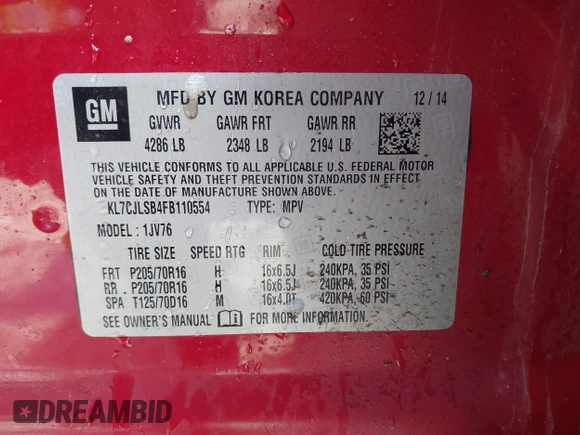 GM MFD BY GM KOREA COMPANY 12 / 14
GVWR GAWR FRT GAWR RR
4286 LB 2348 LB 2194 LB
THIS VEHICLE CONFORMS TO ALL APPLICABLE U.S. FEDERAL MOTOR
VEHICLE SAFETY AND THEFT PREVENTION STANDARDS IN EFFECT
ON THE DATE OF MANUFACTURE SHOWN ABOVE.
KL7CJLSB4FB110554 TYPE: MPV
MODEL : 1JV76
TIRE SIZE SPEED RTG RIM COLD TIRE PRESSURE
FRT P205/70R16 H 16x6.5J 240KPA, 35 PSI
RR P205/70R16 H 16x6.5J 240KPA, 35 PSI
SPA T125/70D16 M 16x4.0T 420KPA, 60 PSI
SEE OWNER'S MANUAL FOR MORE INFORMATION.
DREAMBID